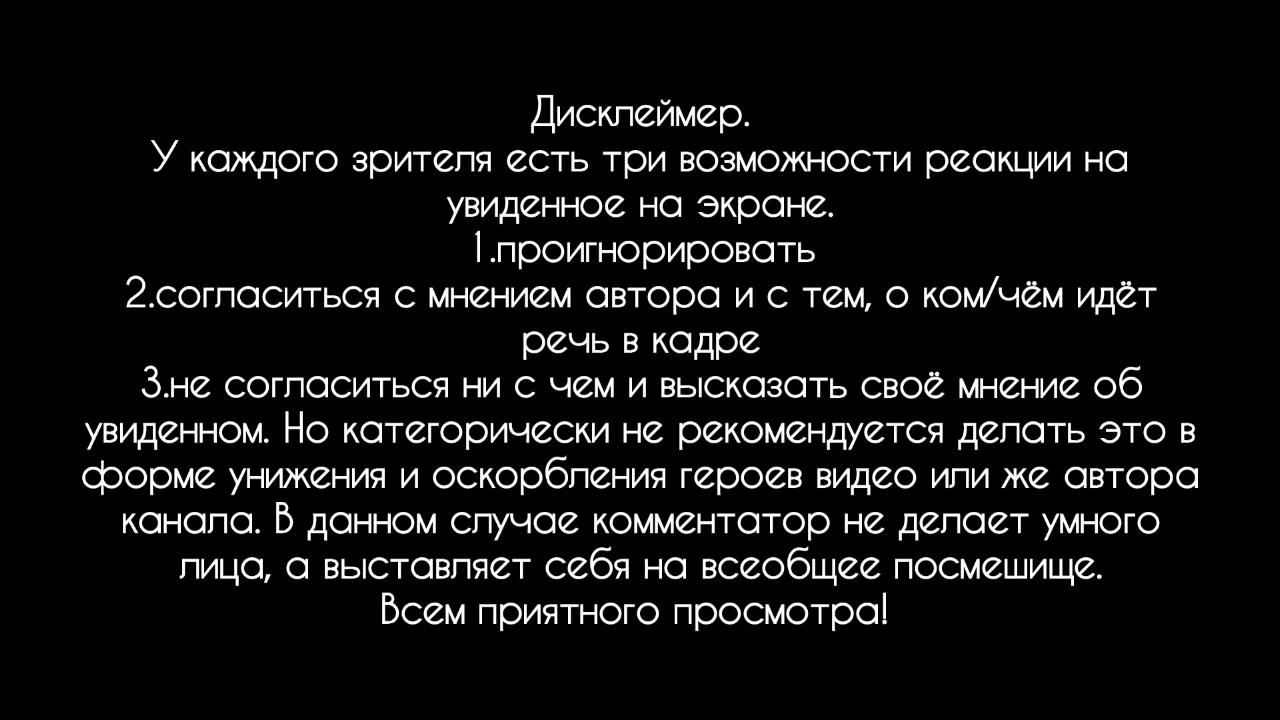 Дисклеймер.
У каждого зрителя есть три возможности реакции на
увиденное на экране.
1.проигнорировать
2.согласиться с мнением автора и с тем, о ком/чём идёт
речь в кадре
3.не согласиться ни с чем и высказать своё мнение об
увиденном. Но категорически не рекомендуется делать это в
форме унижения и оскорбления героев видео или же автора
канала. В данном случае комментатор не делает умного
лица, а выставляет себя на всеобщее посмешище.
Всем приятного просмотра!